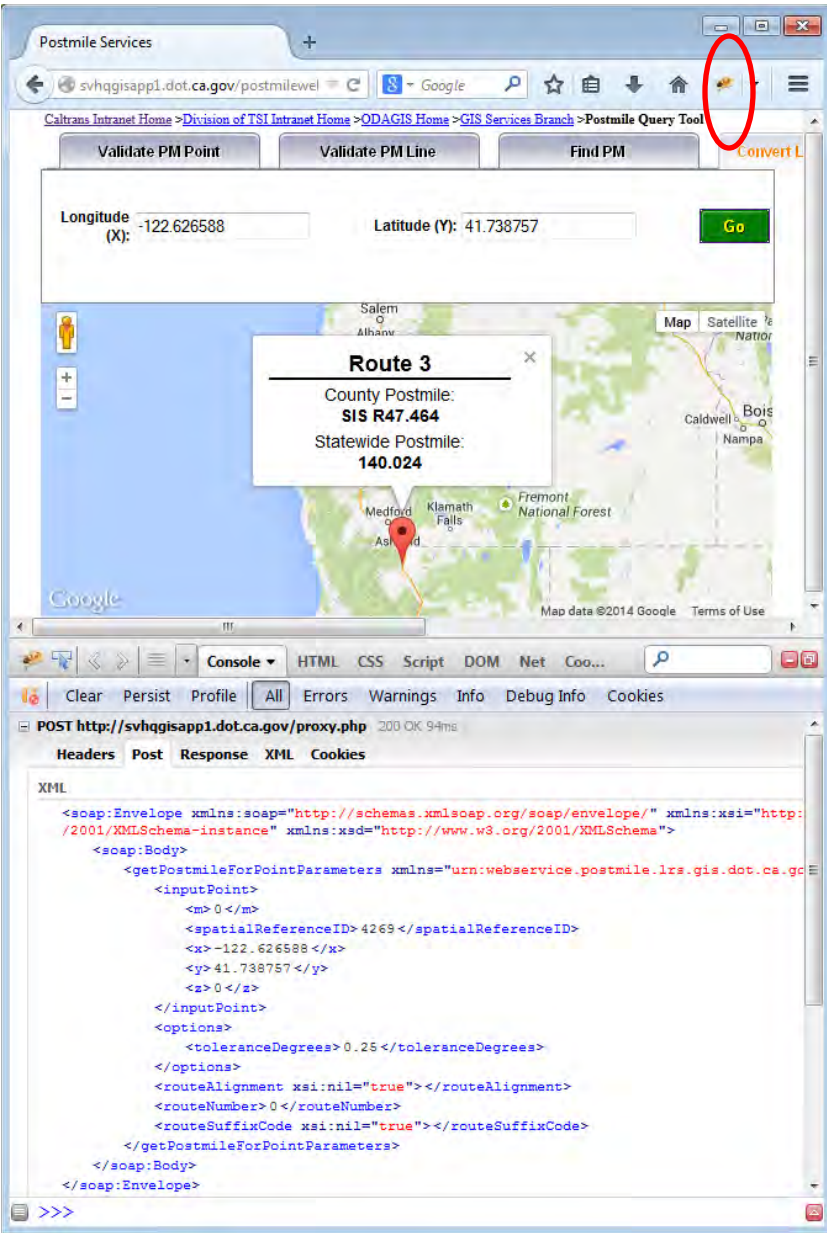 Postmile Services
svhqgisapp1.dot.ca.gov/postmilewel
Google
Caltrans Intranet Home >Division of TSI Intranet Home >ODAGIS Home >GIS Services Branch >Postmile Query Tool
Validate PM Point Validate PM Line Find PM Convert L
Longitude (X): -122.626588 Latitude (Y): 41.738757 Go
Salem
Albany
Map Satellite
Nation
Route 3
County Postmile:
SIS R47.464
Statewide Postmile:
140.024
Caldwell Bois
Nampa
Medford Klamath Falls
Fremont National Forest
Ashland
Google
Map data ©2014 Google Terms of Use
Console HTML CSS Script DOM Net Coo...
Clear Persist Profile All Errors Warnings Info Debug Info Cookies
POST http://svhqgisapp1.dot.ca.gov/proxy.php 200 OK 94ms
Headers Post Response XML Cookies
XML
<soap:Envelope xmlns:soap="http://schemas.xmlsoap.org/soap/envelope/" xmlns:xsi="http:
/2001/XMLSchema-instance" xmlns:xsd="http://www.w3.org/2001/XMLSchema">
<soap:Body>
<getPostmileForPointParameters xmlns="urn:webservice.postmile.lrs.gis.dot.ca.go
<inputPoint>
<m>0</m>
<spatialReferenceID>4269</spatialReferenceID>
<x>-122.626588</x>
<y>41.738757</y>
<z>0</z>
</inputPoint>
<options>
<toleranceDegrees>0.25</toleranceDegrees>
</options>
<routeAlignment xsi:nil="true"></routeAlignment>
<routeNumber>0</routeNumber>
<routeSuffixCode xsi:nil="true"></routeSuffixCode>
</getPostmileForPointParameters>
</soap:Body>
</soap:Envelope>
>>>